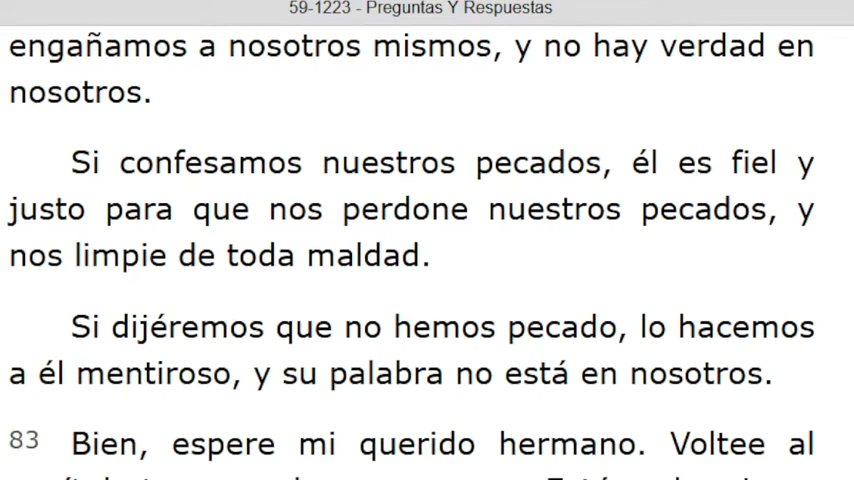 59-1223 - Preguntas Y Respuestas
engañamos a nosotros mismos, y no hay verdad en
nosotros.
Si confesamos nuestros pecados, él es fiel y
justo para que nos perdone nuestros pecados, y
nos limpie de toda maldad.
Si dijéremos que no hemos pecado, lo hacemos
a él mentiroso, y su palabra no está en nosotros.
83 Bien, espere mi querido hermano. Voltee al